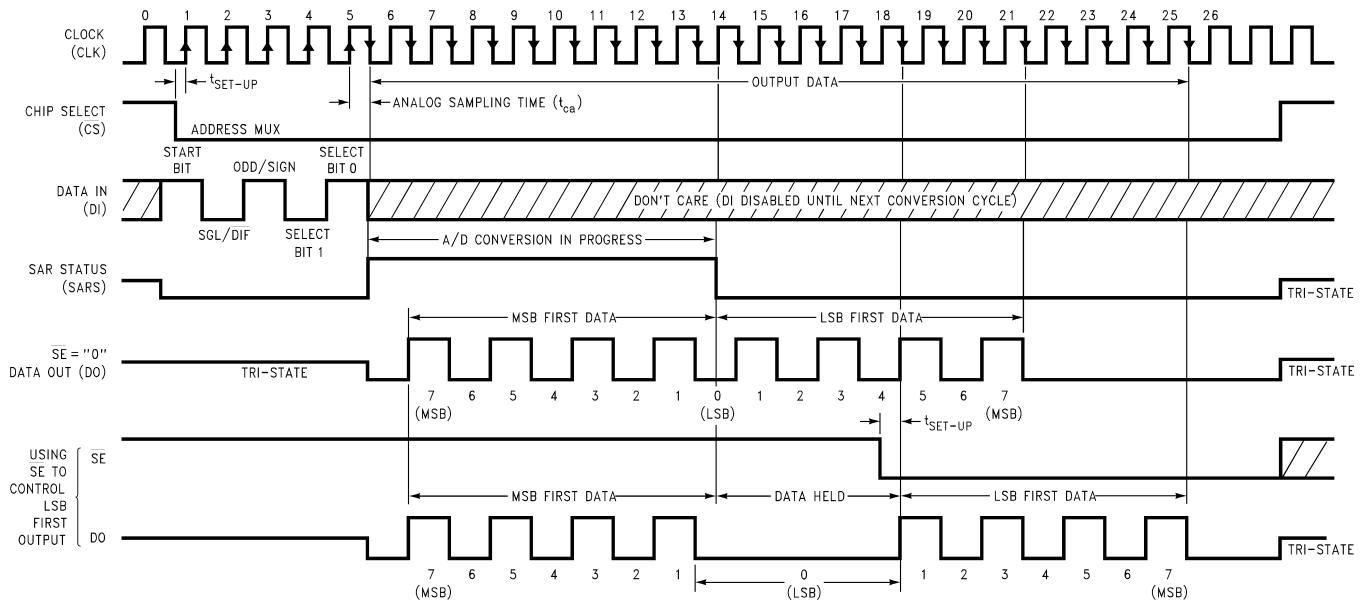 0 1 2 3 4 5 6 7 8 9 10 11 12 13 14 15 16 17 18 19 20 21 22 23 24 25 26
CLOCK
(CLK)
tSET-UP
OUTPUT DATA
ANALOG SAMPLING TIME (tca)
CHIP SELECT
(CS)
ADDRESS MUX
START
BIT
ODD/SIGN
SELECT
BIT 0
DATA IN
(DI)
DON'T CARE (DI DISABLED UNTIL NEXT CONVERSION CYCLE)
SGL/DIF
SELECT
BIT 1
A/D CONVERSION IN PROGRESS
SAR STATUS
(SARS)
TRI-STATE
MSB FIRST DATA
LSB FIRST DATA
SE = "0"
DATA OUT (DO)
TRI-STATE
TRI-STATE
7 6 5 4 3 2 1 0 1 2 3 4 5 6 7
(MSB) (LSB) (MSB)
tSET-UP
USING
SE TO
CONTROL
LSB
FIRST
OUTPUT
SE
MSB FIRST DATA
DATA HELD
LSB FIRST DATA
DO
TRI-STATE
7 6 5 4 3 2 1 0 1 2 3 4 5 6 7
(MSB) (LSB) (MSB)